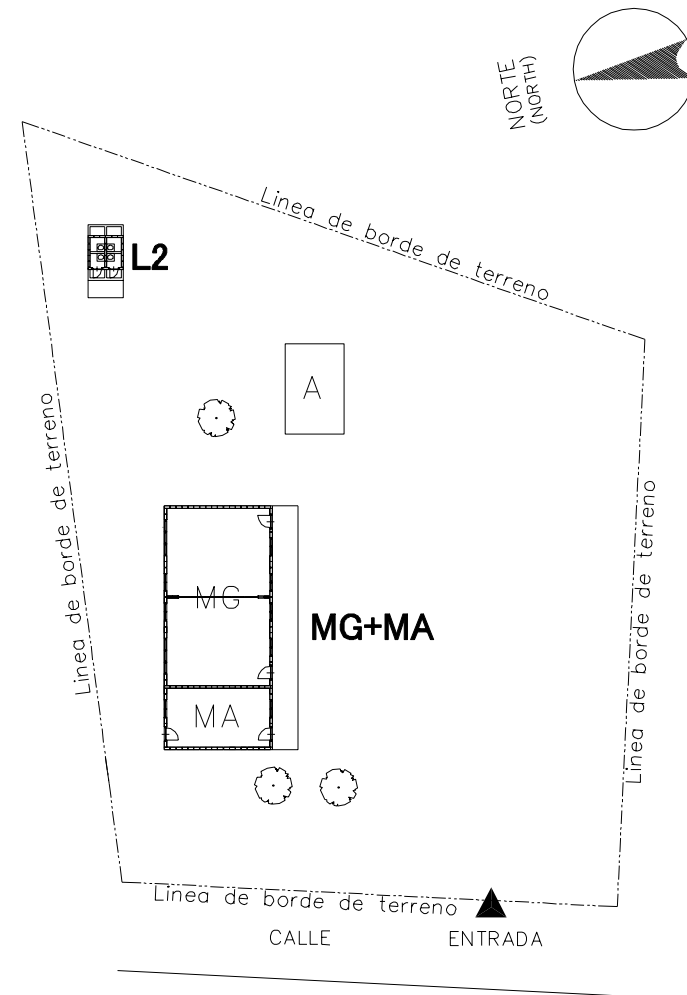 NORTE
(NORTH)
Linea de borde de terreno
L2
A
Linea de borde de terreno
Linea de borde de terreno
MG
MG+MA
MA
Linea de borde de terreno
CALLE
ENTRADA